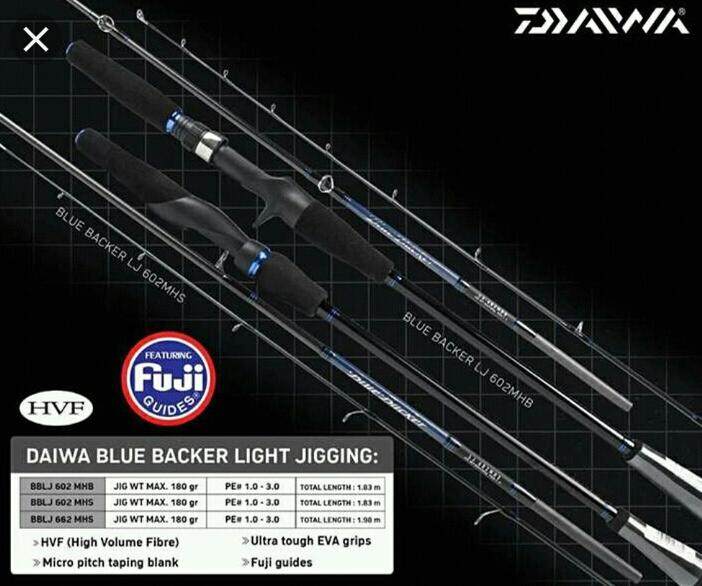 DAIWA
Blue Backer
BLUE BACKER LJ 602MHS
BLUE BACKER LJ 602MHB
FEATURING
Fuji
GUIDES®
HVF
Blue Backer
DAIWA BLUE BACKER LIGHT JIGGING:
BBLJ 602 MHB JIG WT MAX. 180 gr PE# 1.0 - 3.0 TOTAL LENGTH : 1.83 m
BBLJ 602 MHS JIG WT MAX. 180 gr PE# 1.0 - 3.0 TOTAL LENGTH : 1.83 m
BBLJ 662 MHS JIG WT MAX. 180 gr PE# 1.0 - 3.0 TOTAL LENGTH : 1.98 m
» HVF (High Volume Fibre) » Ultra tough EVA grips
» Micro pitch taping blank » Fuji guides